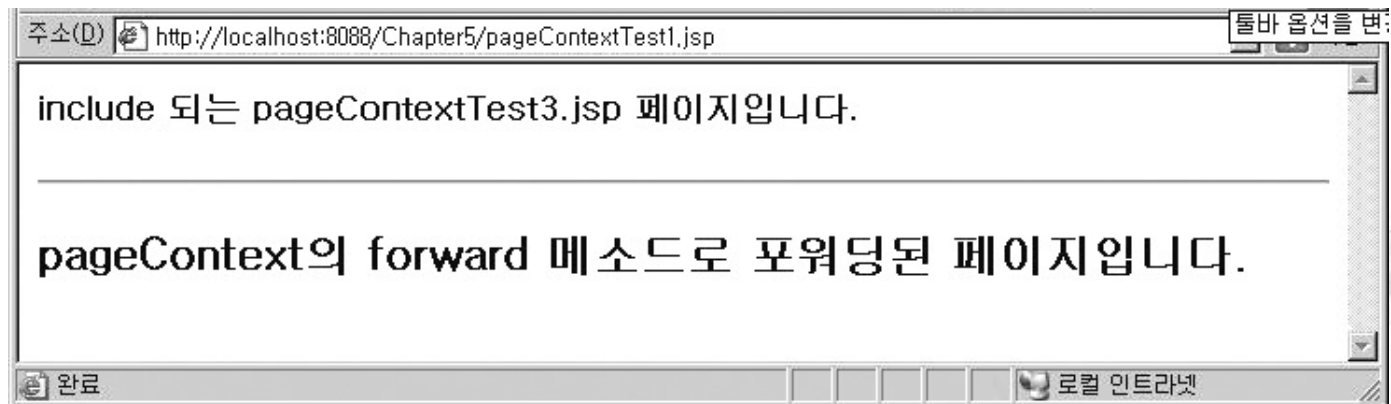 주소(D) http://localhost:8088/Chapter5/pageContextTest1.jsp
툴바 옵션을
include 되는 pageContextTest3.jsp 페이지입니다.
pageContext의 forward 메소드로 포워딩된 페이지입니다.
완료
로컬 인트라넷